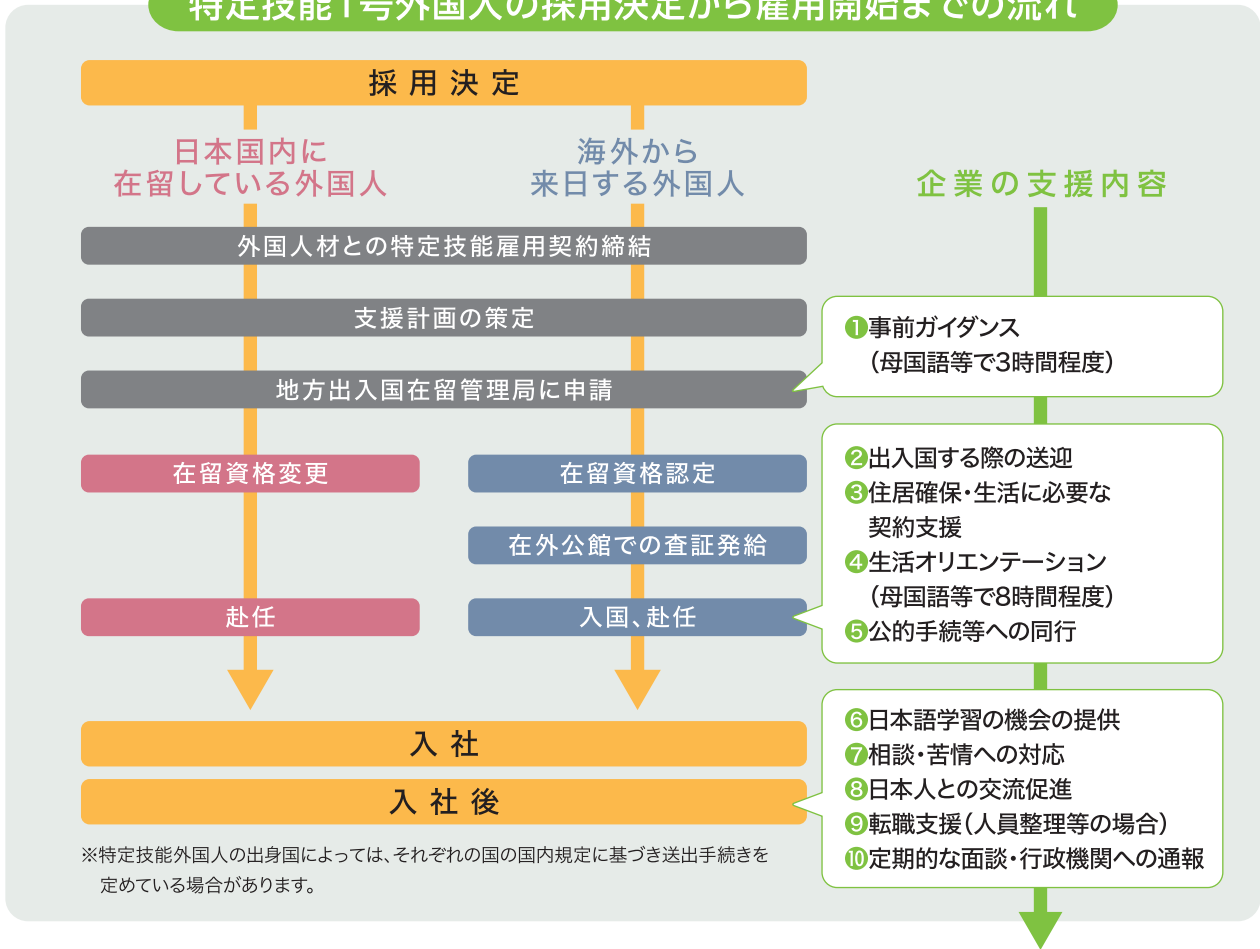 特定技能1号外国人の採用決定から雇用開始までの流れ
採用決定
日本国内に
在留している外国人
海外から
来日する外国人
企業の支援内容
外国人材との特定技能雇用契約締結
支援計画の策定
地方出入国在留管理局に申請
❶事前ガイダンス
(母国語等で3時間程度)
在留資格変更
在留資格認定
在外公館での査証発給
赴任
入国、赴任
❷出入国する際の送迎
❸住居確保・生活に必要な
契約支援
❹生活オリエンテーション
(母国語等で8時間程度)
❺公的手続等への同行
入社
入社後
❻日本語学習の機会の提供
❼相談・苦情への対応
❽日本人との交流促進
❾転職支援(人員整理等の場合)
❿定期的な面談・行政機関への通報
※特定技能外国人の出身国によっては、それぞれの国の国内規定に基づき送出手続きを
定めている場合があります。